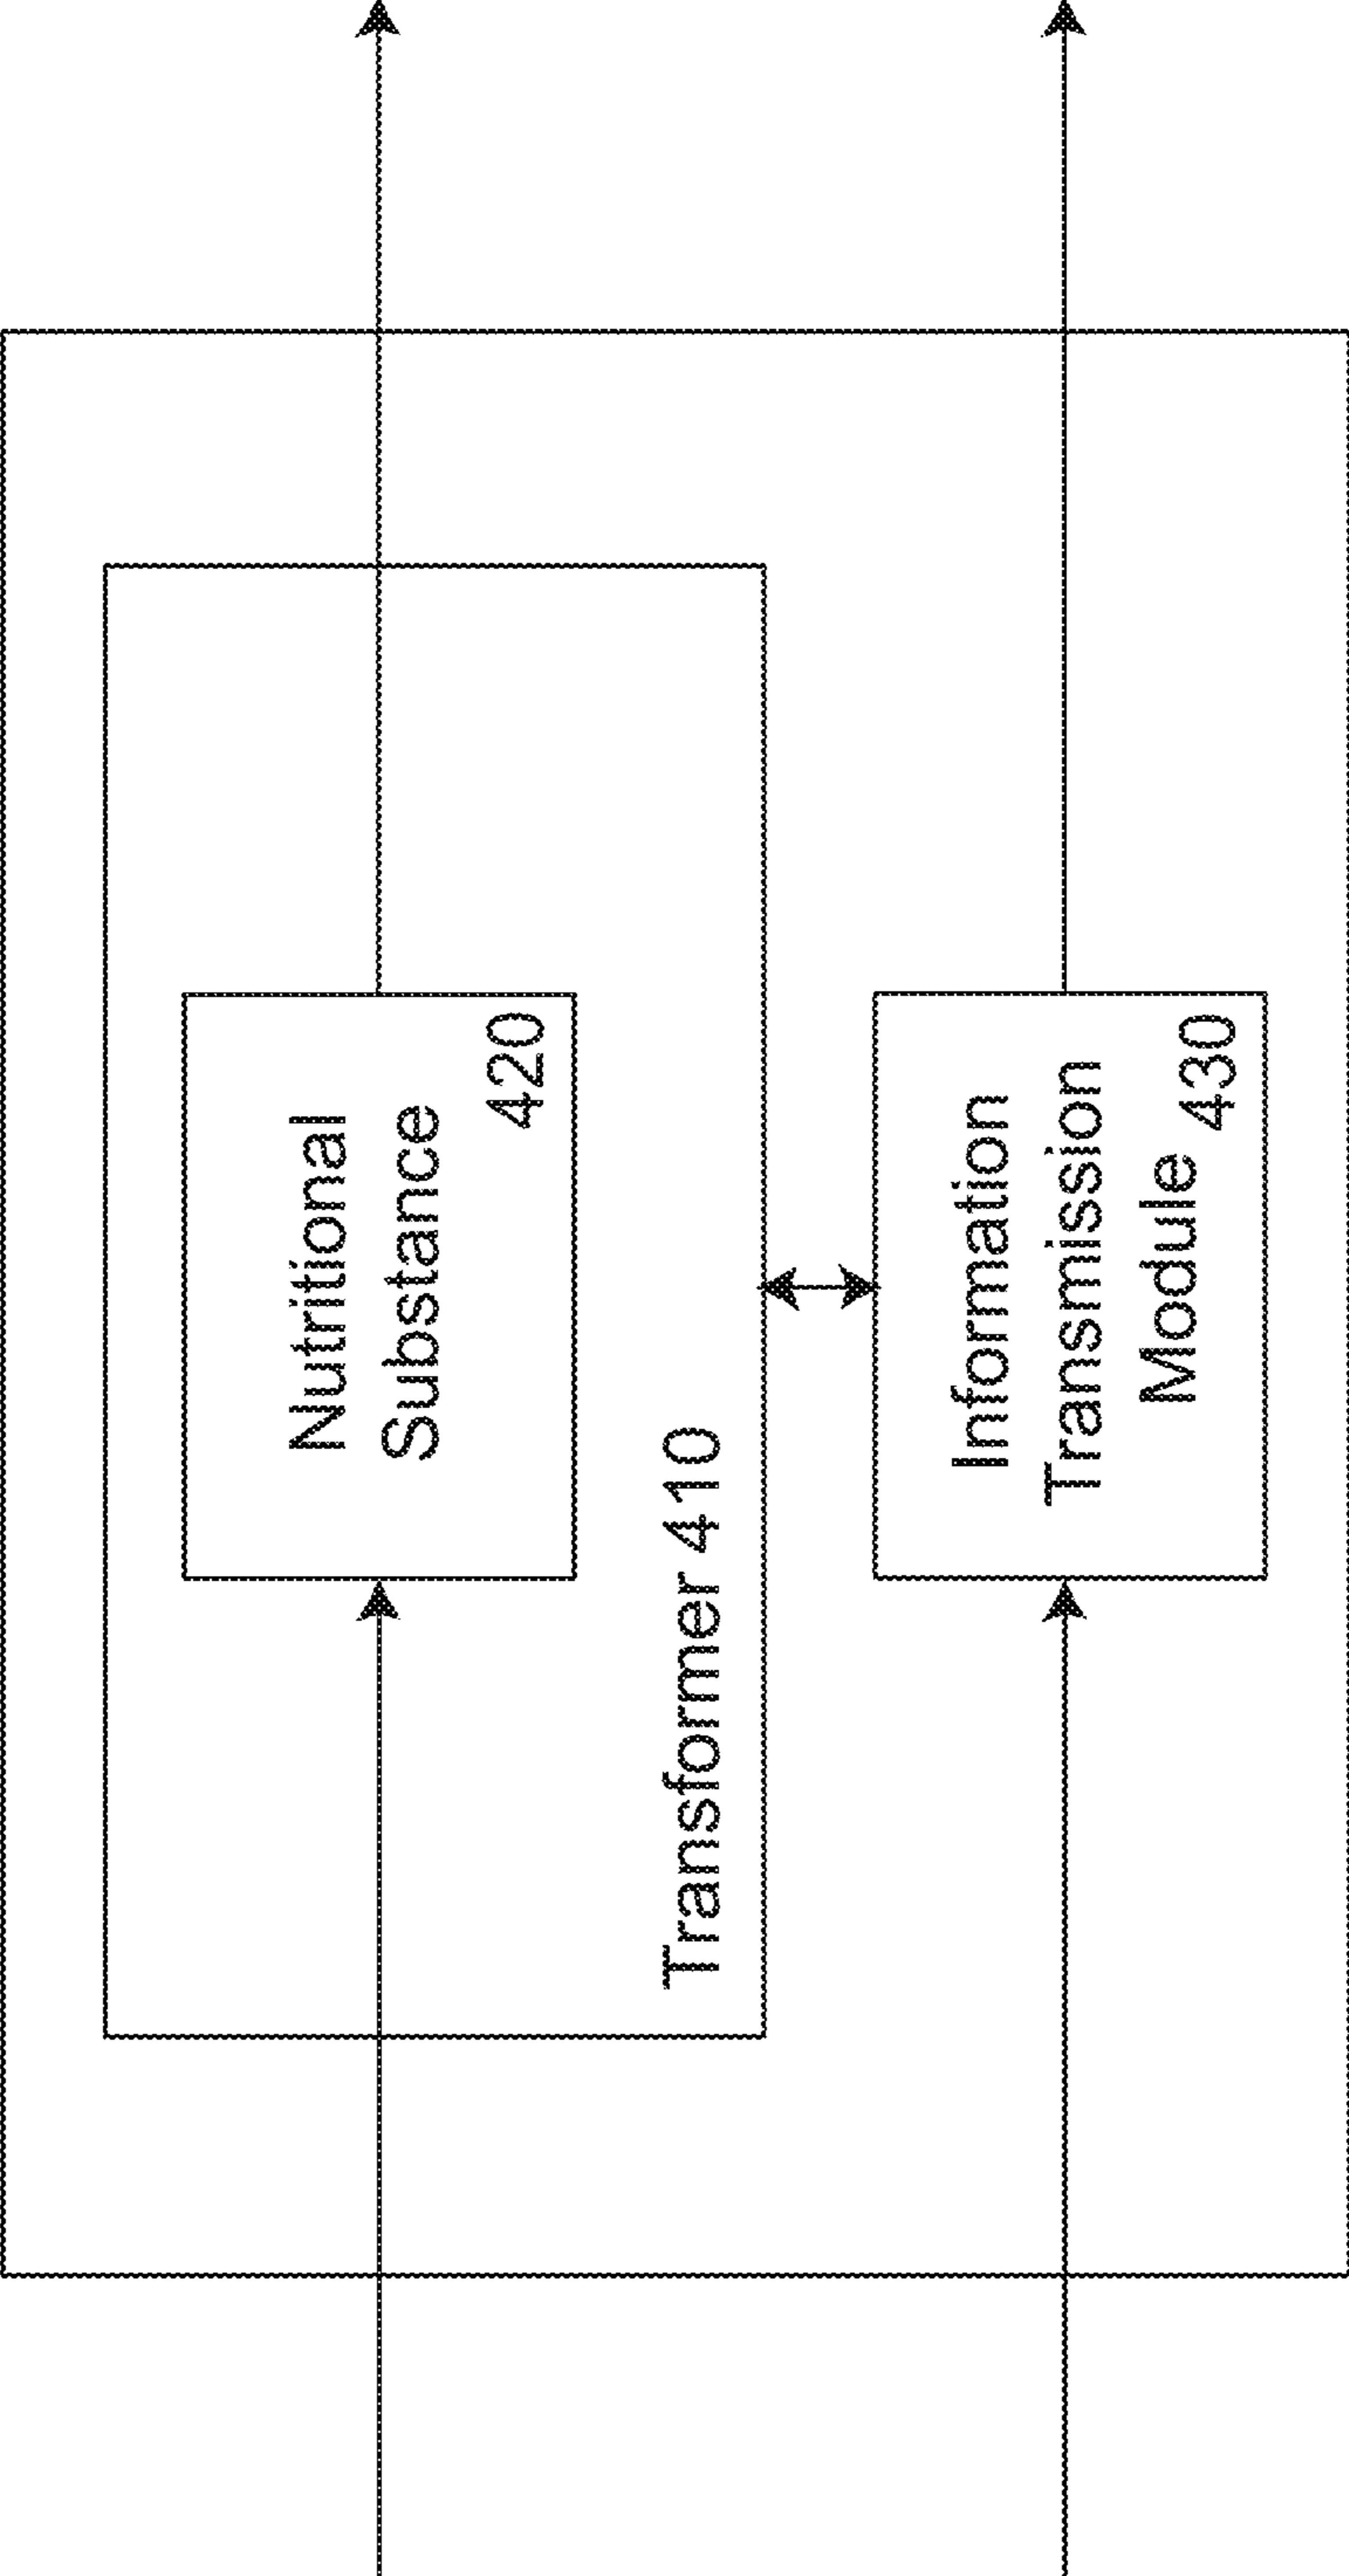 Nutritional
Substance
420
Transformer 410
Information
Transmission
Module 430